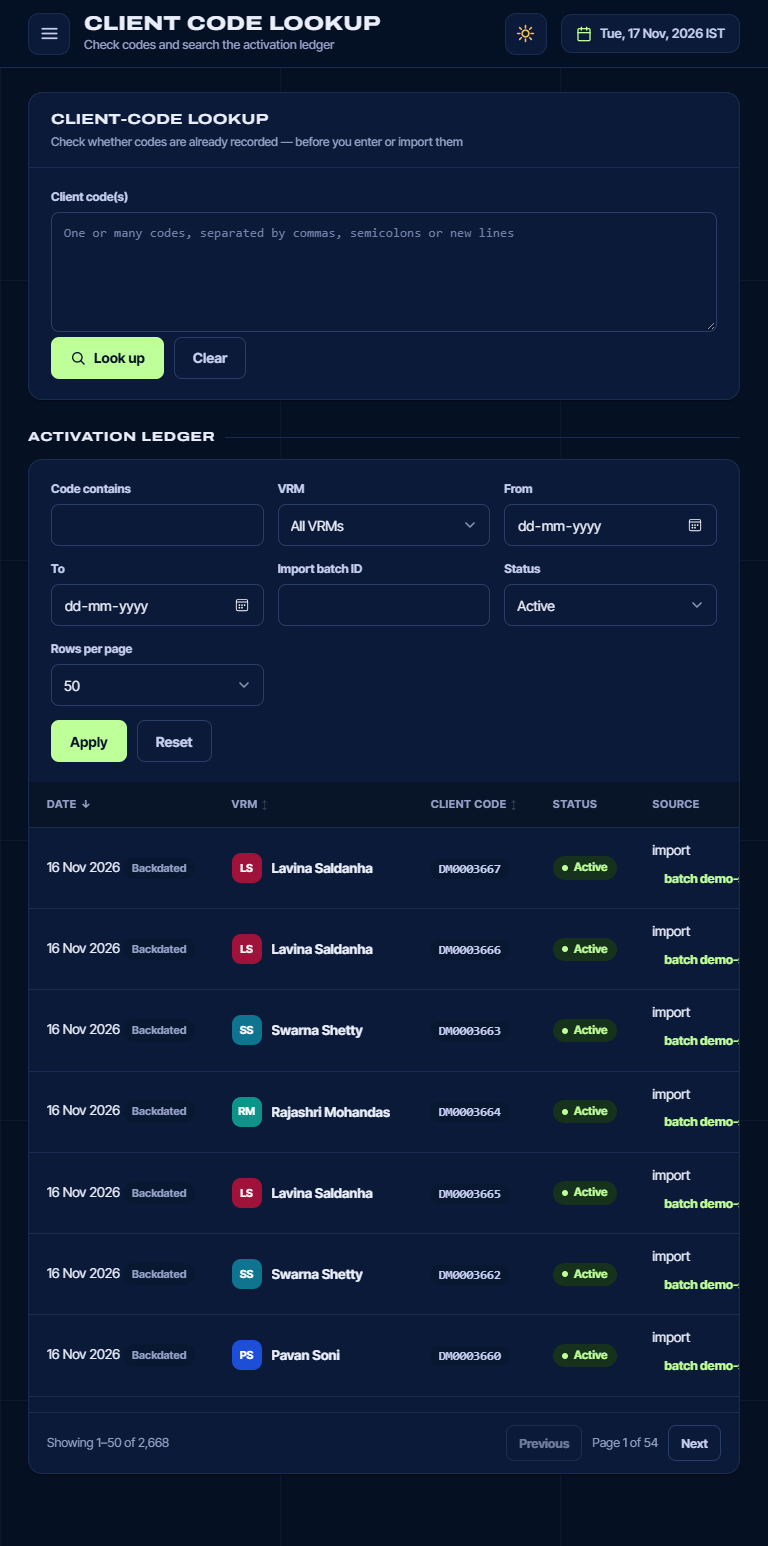 CLIENT CODE LOOKUP
Check codes and search the activation ledger
Tue, 17 Nov, 2026 IST
CLIENT-CODE LOOKUP
Check whether codes are already recorded — before you enter or import them
Client code(s)
One or many codes, separated by commas, semicolons or new lines
Look up
Clear
ACTIVATION LEDGER
Code contains VRM From
All VRMs dd-mm-yyyy
To Import batch ID Status
dd-mm-yyyy Active
Rows per page
50
Apply Reset
DATE ↓ VRM ↕ CLIENT CODE ↕ STATUS SOURCE
16 Nov 2026 Backdated LS Lavina Saldanha DM0003667 Active import
batch demo-
16 Nov 2026 Backdated LS Lavina Saldanha DM0003666 Active import
batch demo-
16 Nov 2026 Backdated SS Swarna Shetty DM0003663 Active import
batch demo-
16 Nov 2026 Backdated RM Rajashri Mohandas DM0003664 Active import
batch demo-
16 Nov 2026 Backdated LS Lavina Saldanha DM0003665 Active import
batch demo-
16 Nov 2026 Backdated SS Swarna Shetty DM0003662 Active import
batch demo-
16 Nov 2026 Backdated PS Pavan Soni DM0003660 Active import
batch demo-
Showing 1–50 of 2,668 Previous Page 1 of 54 Next